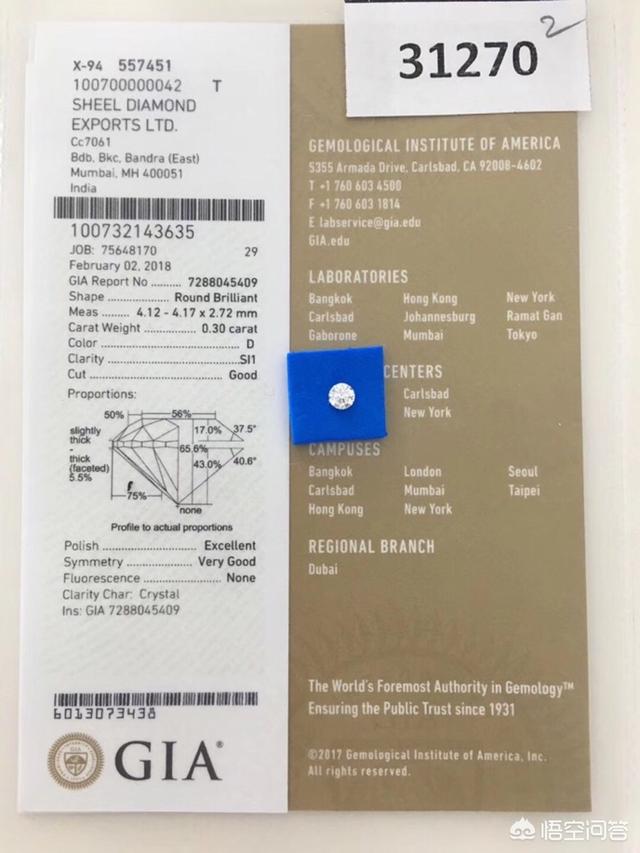 31270
2
X-94 557451
100700000042 T
SHEEL DIAMOND
EXPORTS LTD.
Cc7061
Bdb, Bkc, Bandra (East)
Mumbai, MH 400051
India
100732143635
JOB: 75648170 29
February 02, 2018
GIA Report No ........ 7288045409
Shape .................. Round Brilliant
Meas ......... 4.12 - 4.17 x 2.72 mm
Carat Weight .............. 0.30 carat
Color ........................................ D
Clarity ..................................... SI1
Cut ........................................ Good
Proportions:
50% 56%
17.0% 37.5°
slightly
thick
-
thick
(faceted)
5.5%
65.6%
43.0% 40.6°
75%
none
Profile to actual proportions
Polish ........................ Excellent
Symmetry ................. Very Good
Fluorescence .................. None
Clarity Char: Crystal
Ins: GIA 7288045409
6013073438
GIA®
GEMOLOGICAL INSTITUTE OF AMERICA
5355 Armada Drive, Carlsbad, CA 92008-4602
T +1 760 603 4500
F +1 760 603 1814
E labservice@gia.edu
GIA.edu
LABORATORIES
Bangkok Hong Kong New York
Carlsbad Johannesburg Ramat Gan
Gaborone Mumbai Tokyo
CENTERS
Carlsbad
New York
CAMPUSES
Bangkok London Seoul
Carlsbad Mumbai Taipei
Hong Kong New York
REGIONAL BRANCH
Dubai
The World's Foremost Authority in Gemology™
Ensuring the Public Trust since 1931
©2017 Gemological Institute of America, Inc.
All rights reserved.
悟空问答